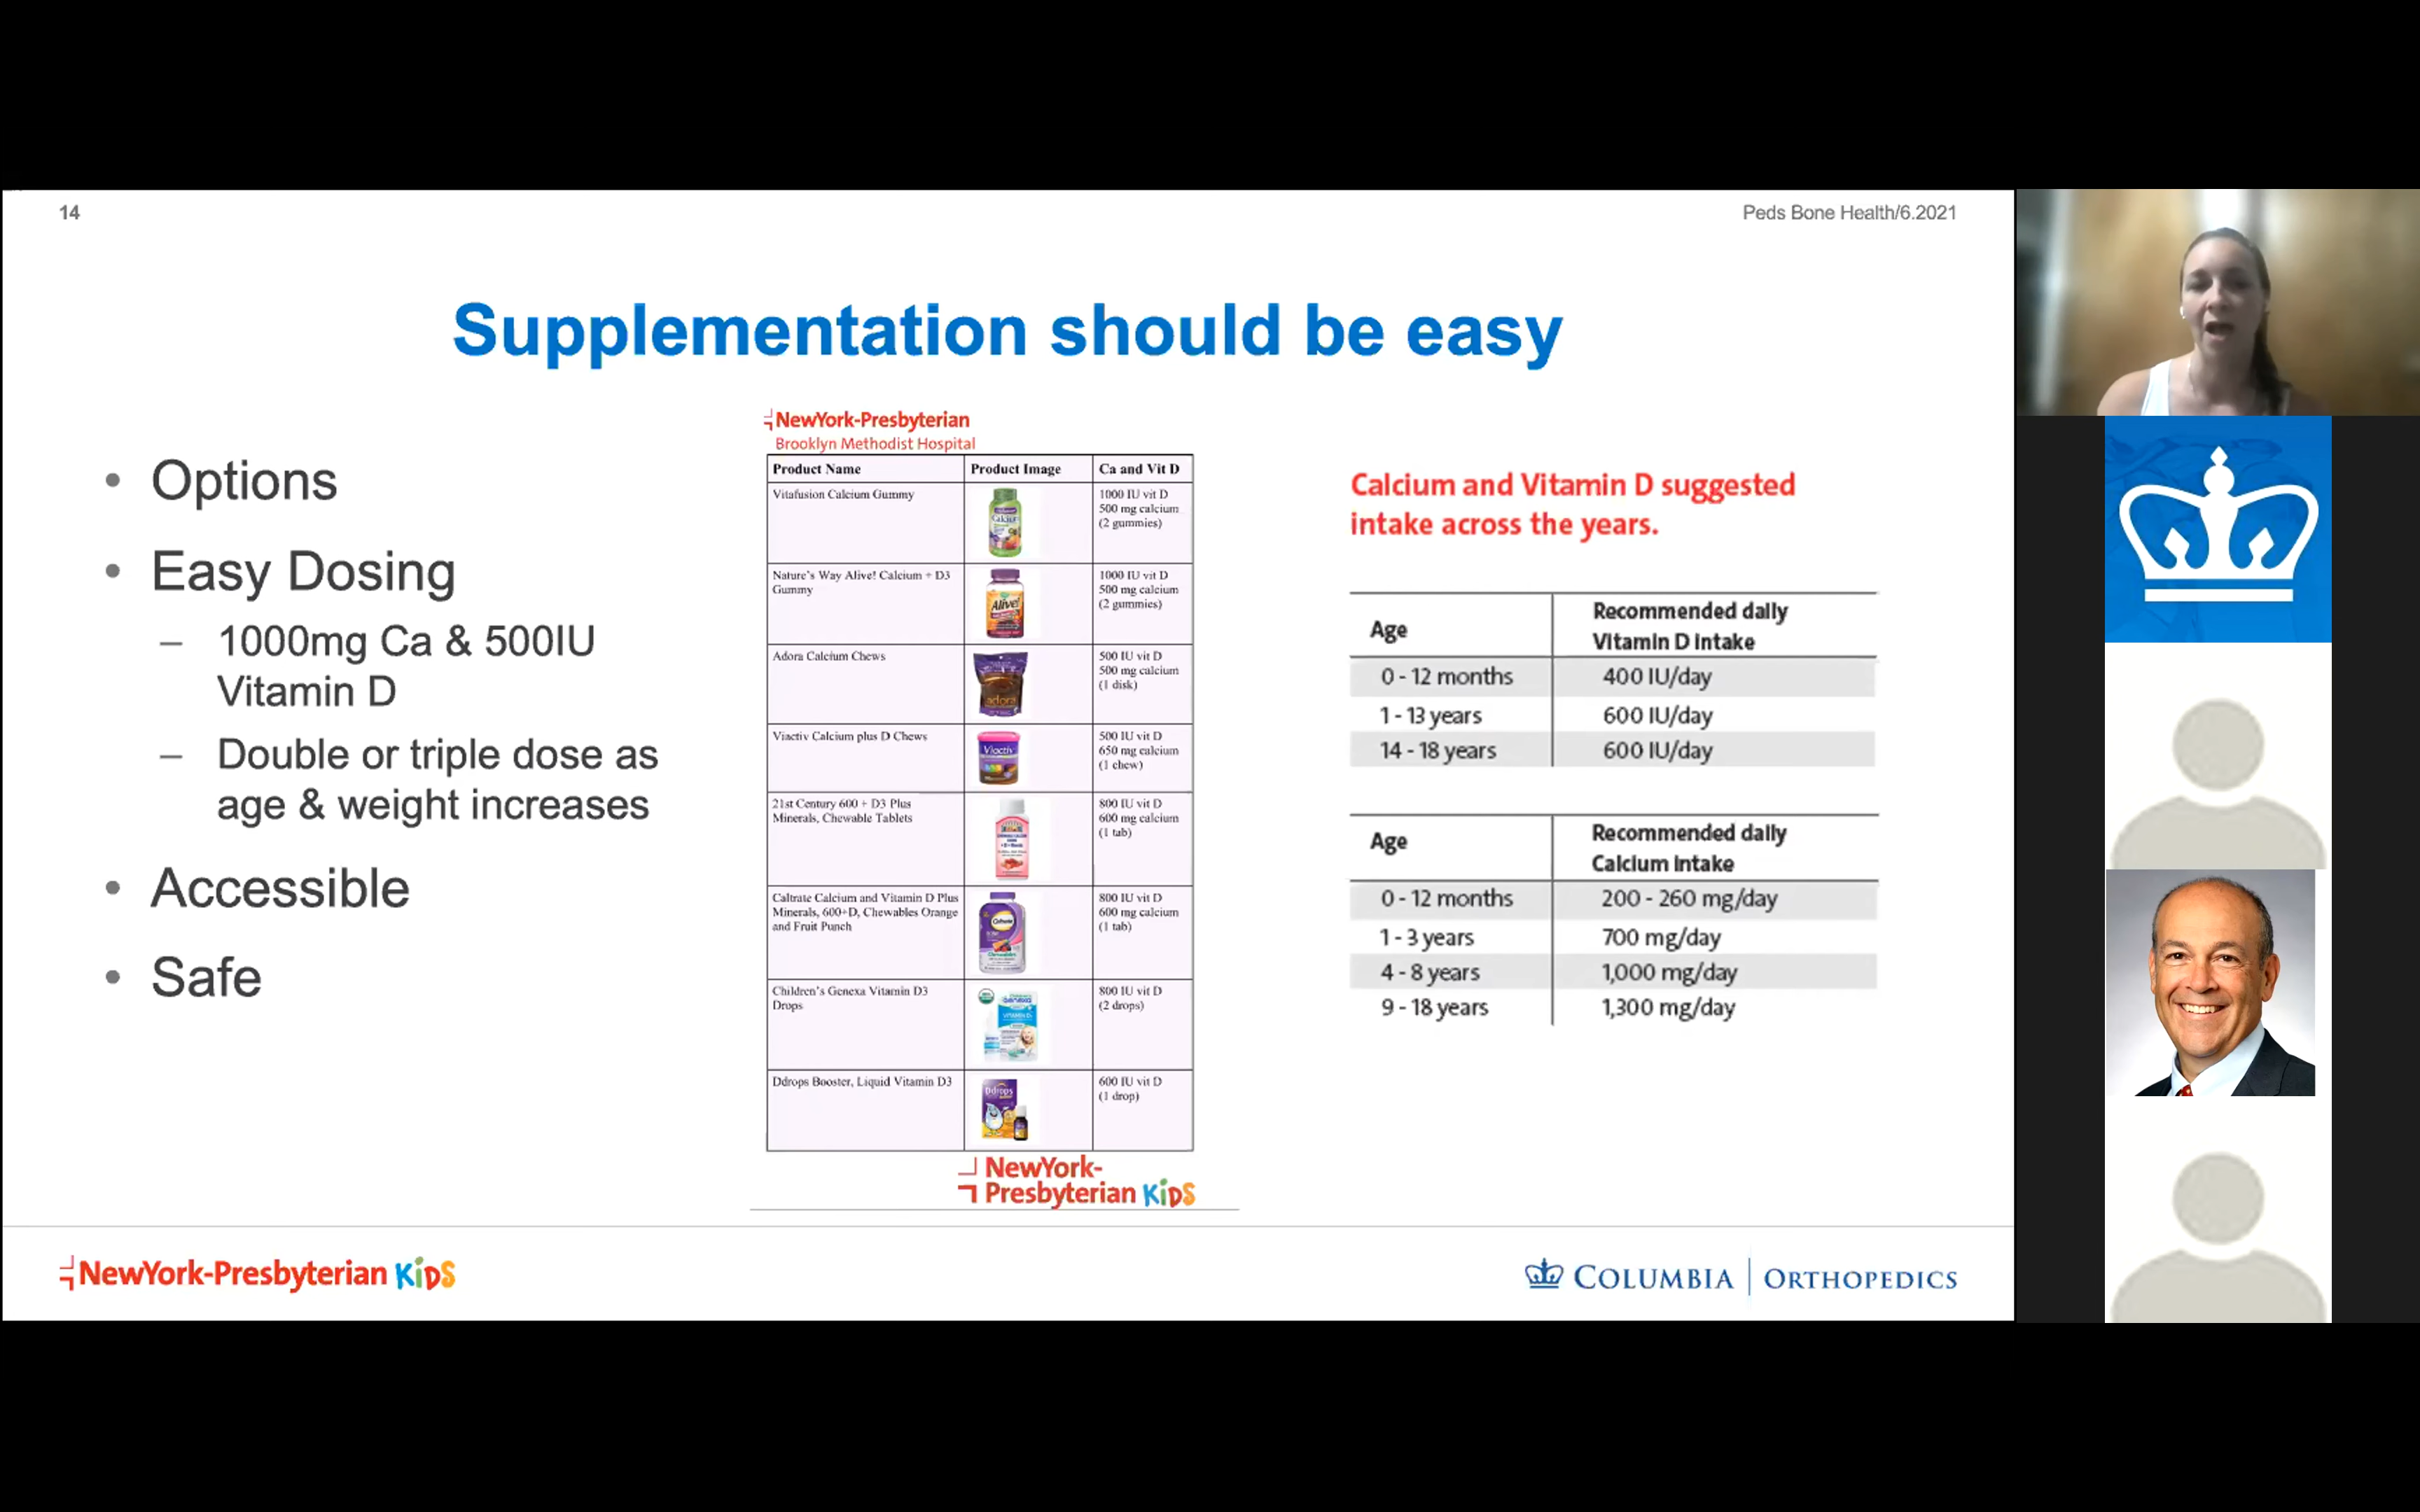 14
Peds Bone Health/6.2021
Supplementation should be easy
• Options
• Easy Dosing
– 1000mg Ca & 500IU
Vitamin D
– Double or triple dose as
age & weight increases
• Accessible
• Safe
NewYork-Presbyterian
Brooklyn Methodist Hospital
Product Name Product Image Ca and Vit D
Vitafusion Calcium Gummy
1000 IU vit D
500 mg calcium
(2 gummies)
Nature's Way Alive! Calcium + D3
Gummy
Alive!
1000 IU vit D
500 mg calcium
(2 gummies)
Adora Calcium Chews
adora
500 IU vit D
500 mg calcium
(1 disk)
Viactiv Calcium plus D Chews
Viactiv
500 IU vit D
650 mg calcium
(1 chew)
21st Century 600 + D3 Plus
Minerals, Chewable Tablets
800 IU vit D
600 mg calcium
(1 tab)
Caltrate Calcium and Vitamin D Plus
Minerals, 600+D, Chewables Orange
and Fruit Punch
800 IU vit D
600 mg calcium
(1 tab)
Children's Genexa Vitamin D3
Drops
800 IU vit D
(2 drops)
Ddrops Booster, Liquid Vitamin D3
Ddrops
600 IU vit D
(1 drop)
NewYork-
Presbyterian KiDS
Calcium and Vitamin D suggested
intake across the years.
Age
Recommended daily
Vitamin D Intake
0 - 12 months 400 IU/day
1 - 13 years 600 IU/day
14 - 18 years 600 IU/day
Age
Recommended daily
Calcium Intake
0 - 12 months 200 - 260 mg/day
1 - 3 years 700 mg/day
4 - 8 years 1,000 mg/day
9 - 18 years 1,300 mg/day
NewYork-Presbyterian KiDS
COLUMBIA | ORTHOPEDICS